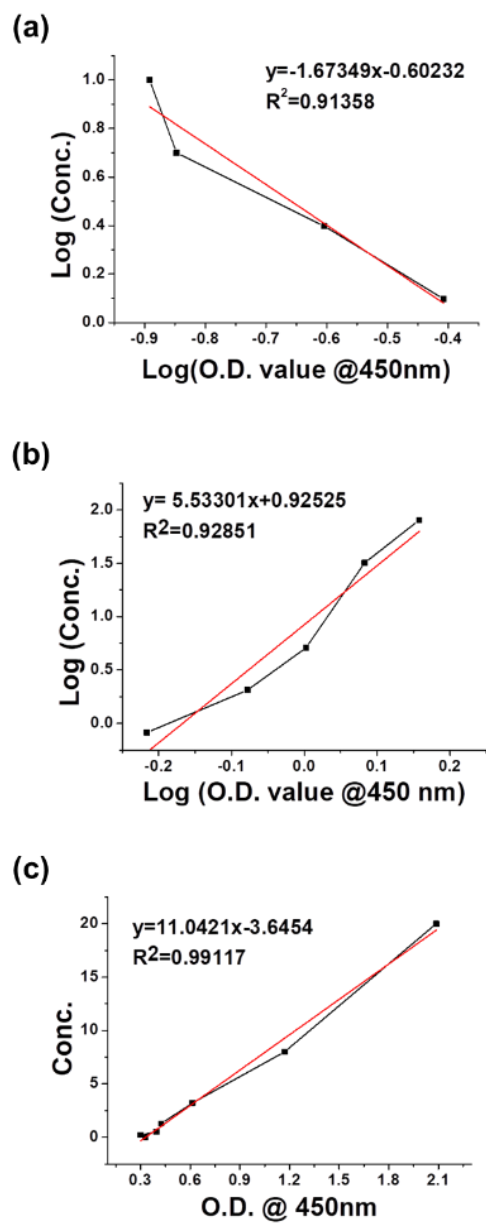 (a)
y=-1.67349x-0.60232
R²=0.91358
1.0
0.8
0.6
0.4
0.2
0.0
Log (Conc.)
-0.9 -0.8 -0.7 -0.6 -0.5 -0.4
Log(O.D. value @450nm)
(b)
y= 5.53301x+0.92525
R2=0.92851
2.0
1.5
1.0
0.5
0.0
Log (Conc.)
-0.2 -0.1 0.0 0.1 0.2
Log (O.D. value @450 nm)
(c)
y=11.0421x-3.6454
R2=0.99117
20
15
10
5
0
Conc.
0.3 0.6 0.9 1.2 1.5 1.8 2.1
O.D. @ 450nm